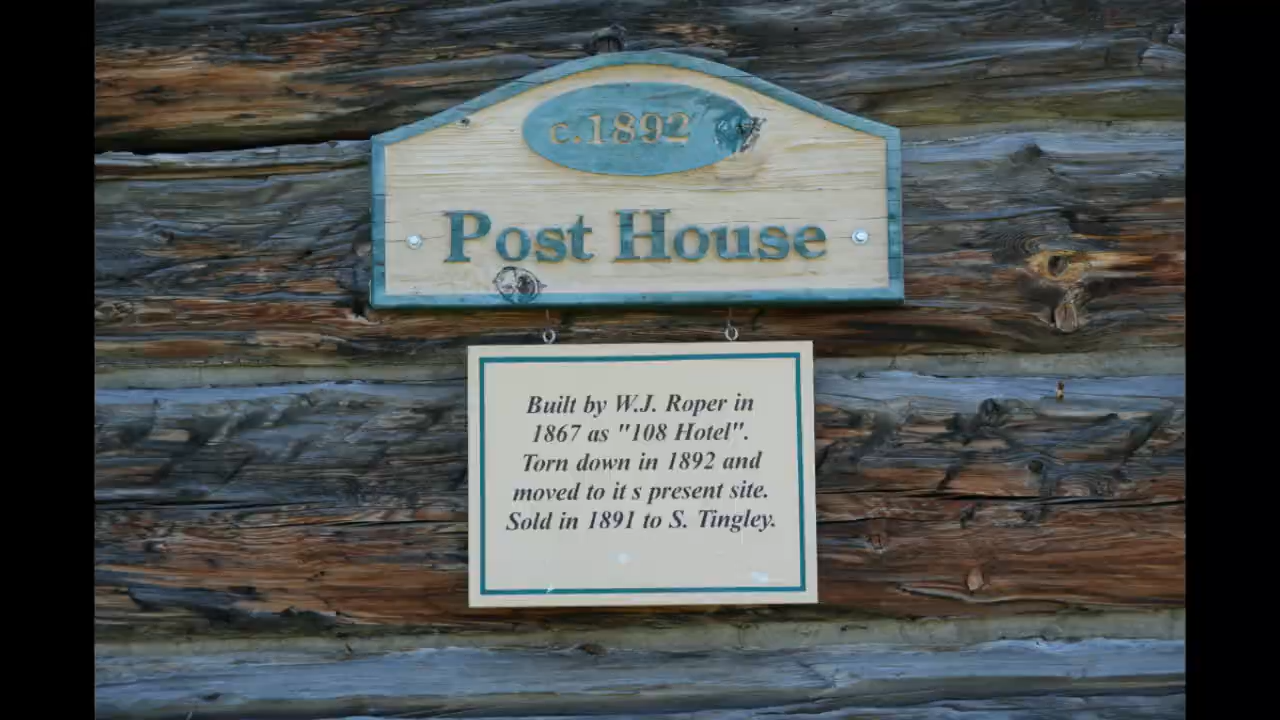 c.1892
Post House
Built by W.J. Roper in
1867 as "108 Hotel".
Torn down in 1892 and
moved to it s present site.
Sold in 1891 to S. Tingley.